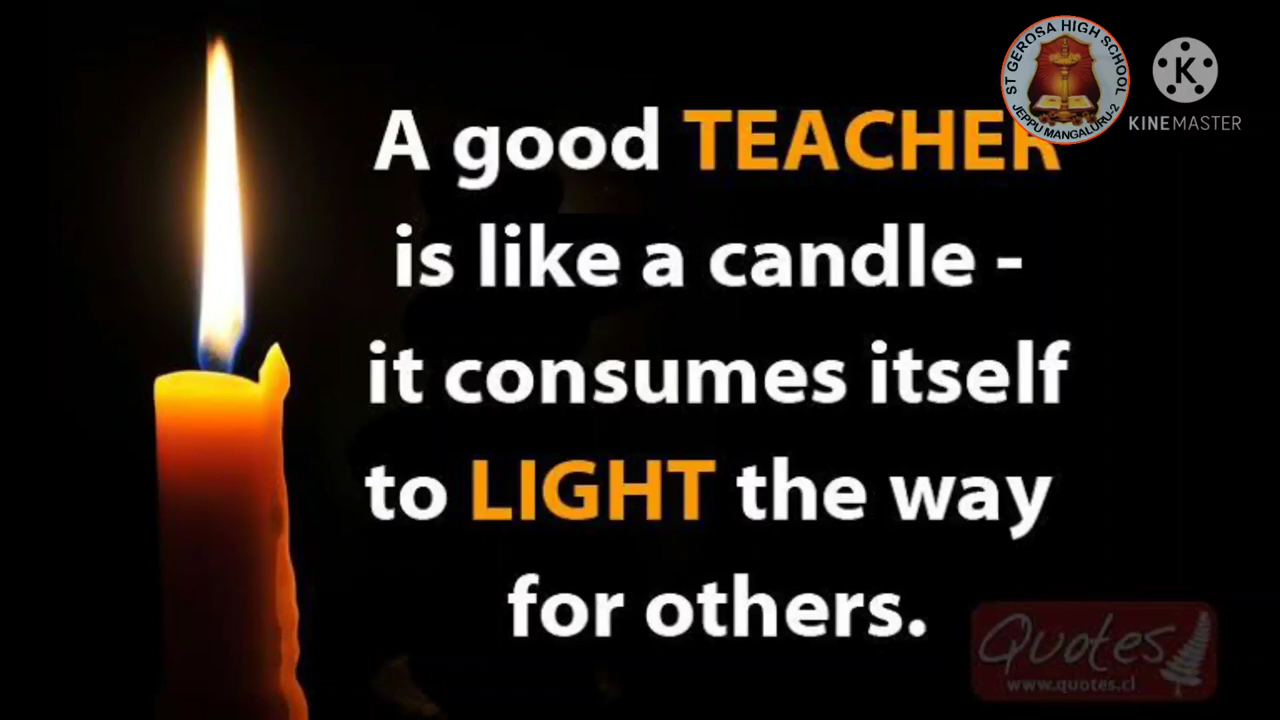 ST GEROSA HIGH SCHOOL
JEPPU MANGALURU-2
K
KINEMASTER
A good TEACHER
is like a candle -
it consumes itself
to LIGHT the way
for others.
Quotes
www.quotes.cl